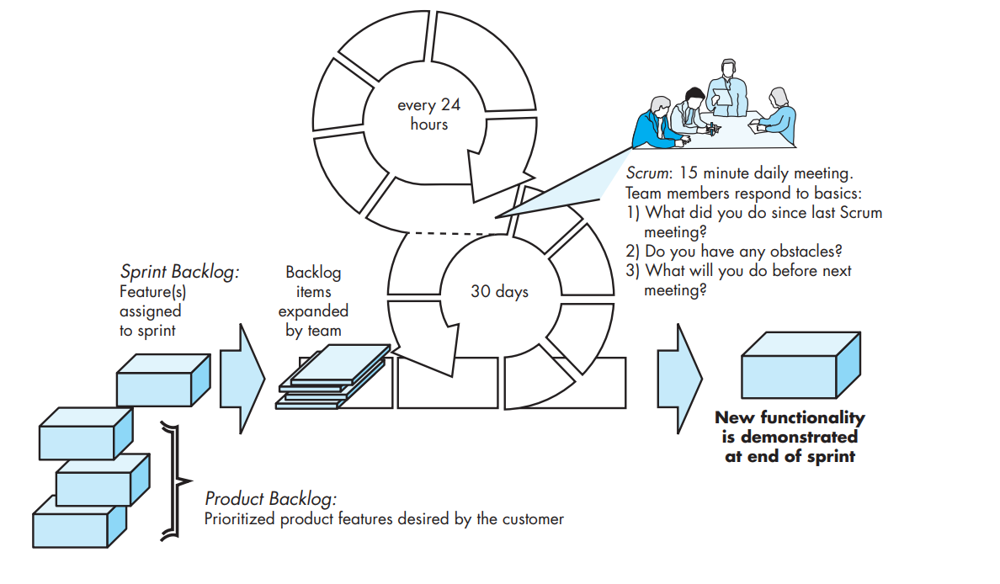 every 24
hours
Scrum: 15 minute daily meeting.
Team members respond to basics:
1) What did you do since last Scrum
meeting?
2) Do you have any obstacles?
3) What will you do before next
meeting?
Sprint Backlog:
Feature(s)
assigned
to sprint
Backlog
items
expanded
by team
30 days
New functionality
is demonstrated
at end of sprint
Product Backlog:
Prioritized product features desired by the customer